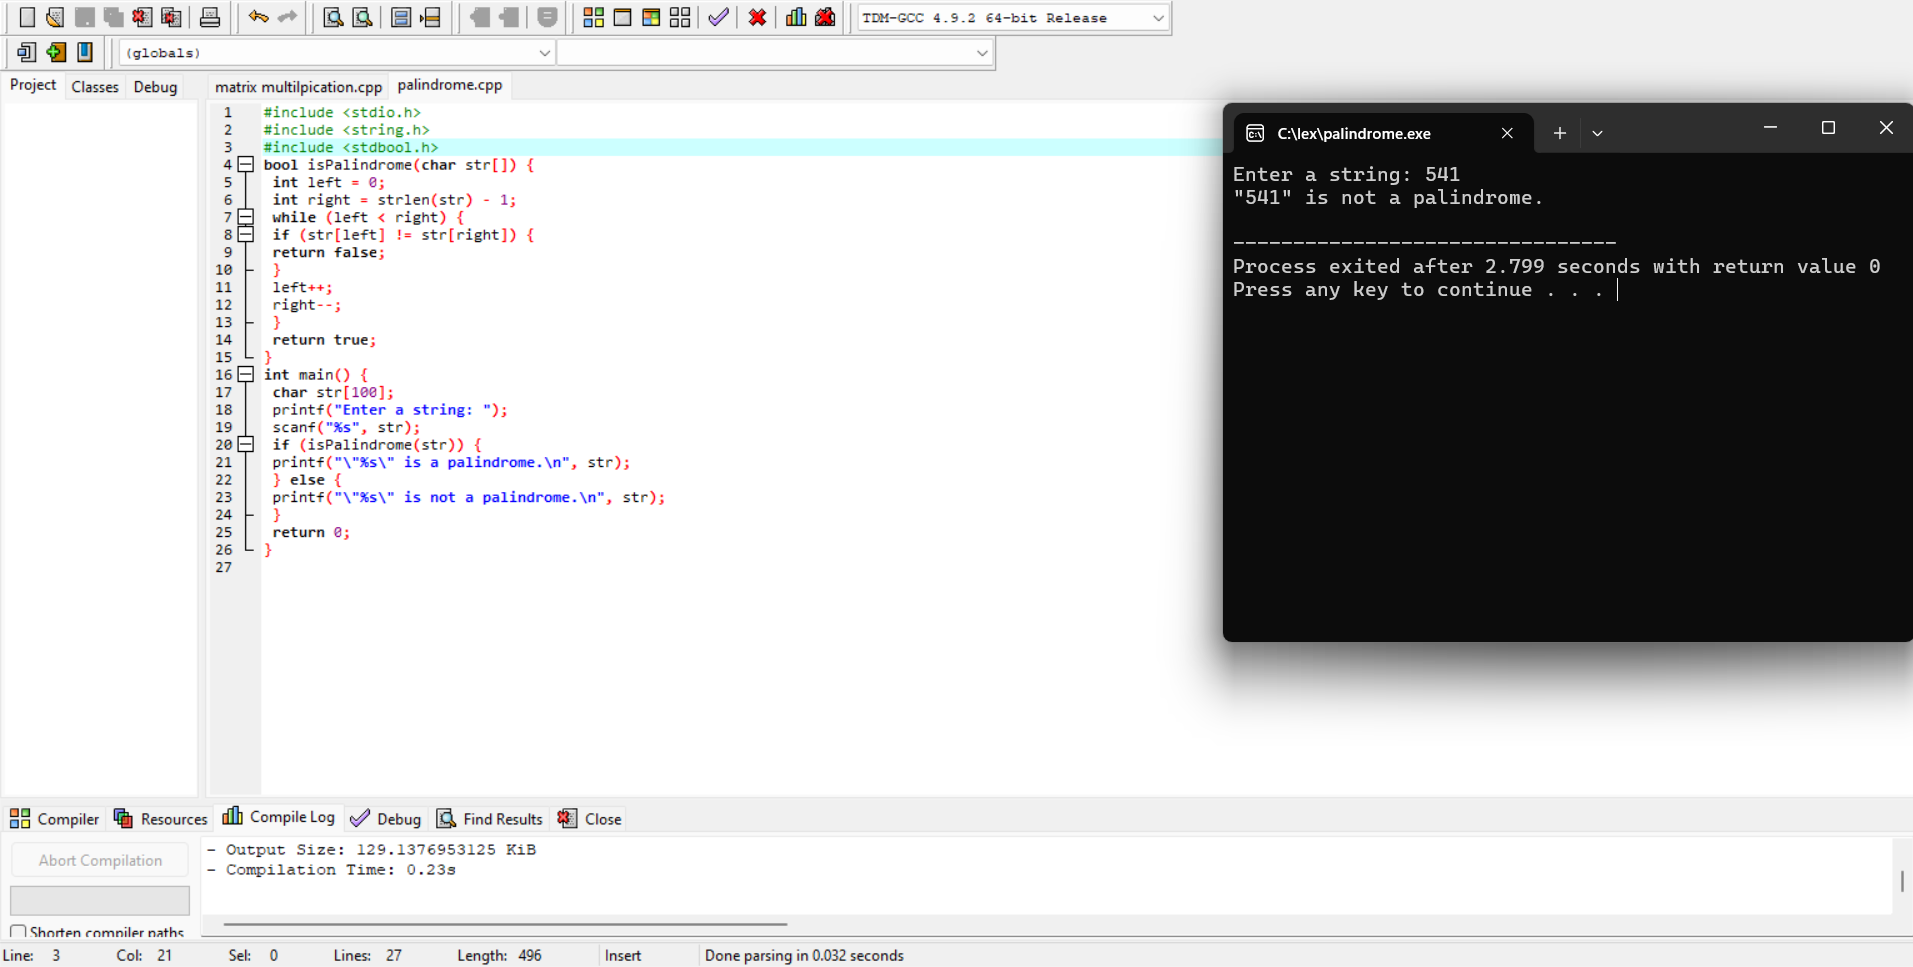 TDM-GCC 4.9.2 64-bit Release
(globals)
Project Classes Debug
matrix multilpication.cpp palindrome.cpp
1 #include <stdio.h>
2 #include <string.h>
3 #include <stdbool.h>
4 bool isPalindrome(char str[]) {
5 int left = 0;
6 int right = strlen(str) - 1;
7 while (left < right) {
8 if (str[left] != str[right]) {
9 return false;
10 }
11 left++;
12 right--;
13 }
14 return true;
15 }
16 int main() {
17 char str[100];
18 printf("Enter a string: ");
19 scanf("%s", str);
20 if (isPalindrome(str)) {
21 printf("\"%s\" is a palindrome.\n", str);
22 } else {
23 printf("\"%s\" is not a palindrome.\n", str);
24 }
25 return 0;
26 }
27
C:\lex\palindrome.exe
Enter a string: 541
"541" is not a palindrome.
--------------------------------
Process exited after 2.799 seconds with return value 0
Press any key to continue . . .
Compiler Resources Compile Log Debug Find Results Close
Abort Compilation
- Output Size: 129.1376953125 KiB
- Compilation Time: 0.23s
Shorten compiler paths
Line: 3 Col: 21 Sel: 0 Lines: 27 Length: 496 Insert Done parsing in 0.032 seconds